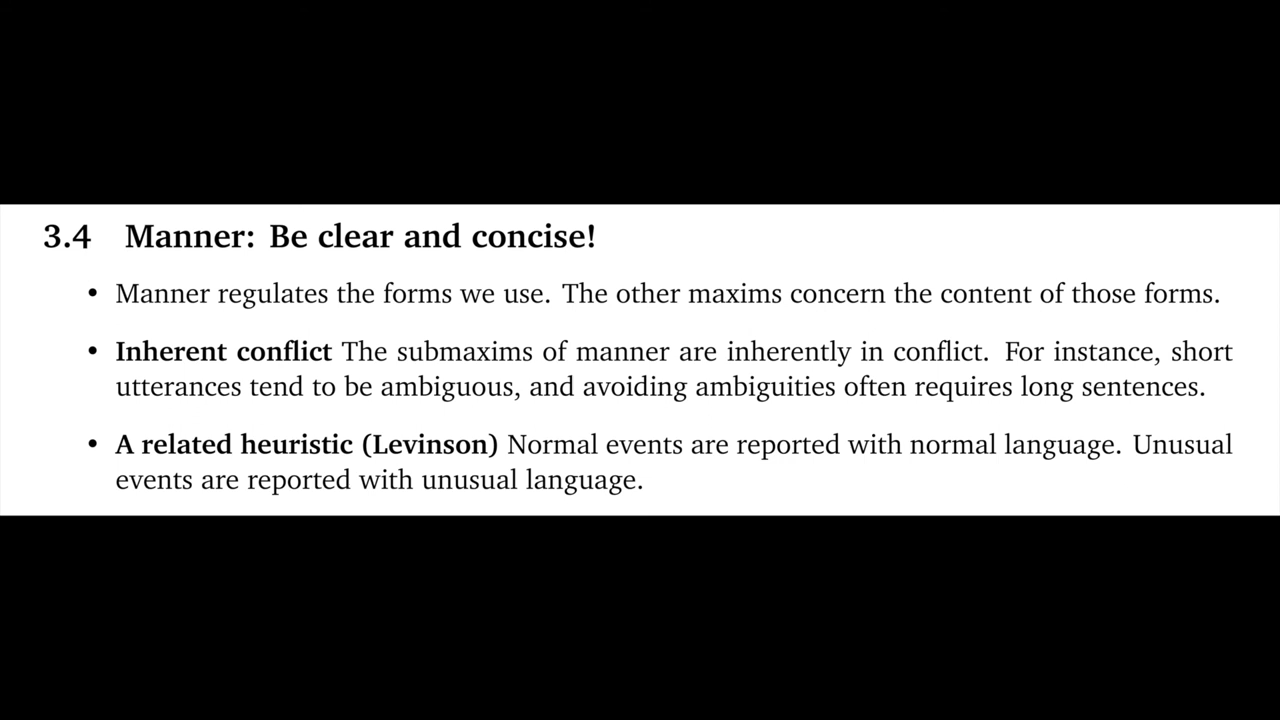 3.4 Manner: Be clear and concise!
• Manner regulates the forms we use. The other maxims concern the content of those forms.
• Inherent conflict The submaxims of manner are inherently in conflict. For instance, short
utterances tend to be ambiguous, and avoiding ambiguities often requires long sentences.
• A related heuristic (Levinson) Normal events are reported with normal language. Unusual
events are reported with unusual language.